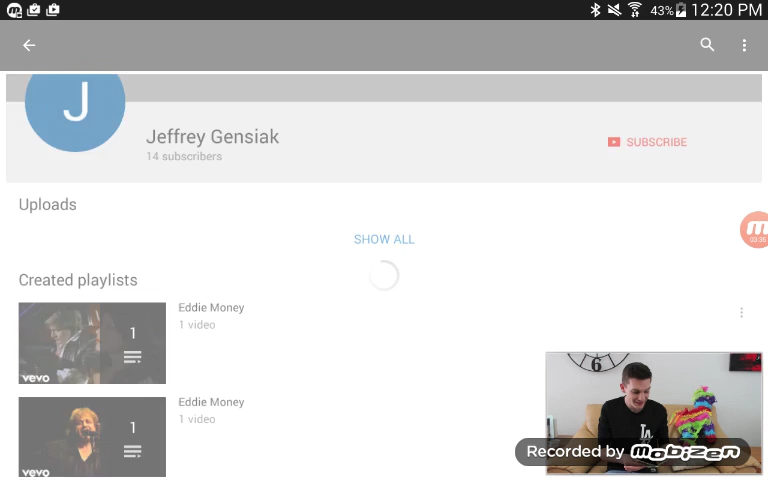 43% 12:20 PM
J
Jeffrey Gensiak
14 subscribers
SUBSCRIBE
Uploads
SHOW ALL
Created playlists
Eddie Money
1 video
1
vevo
Eddie Money
1 video
1
vevo
6
LA
Recorded by mobizen